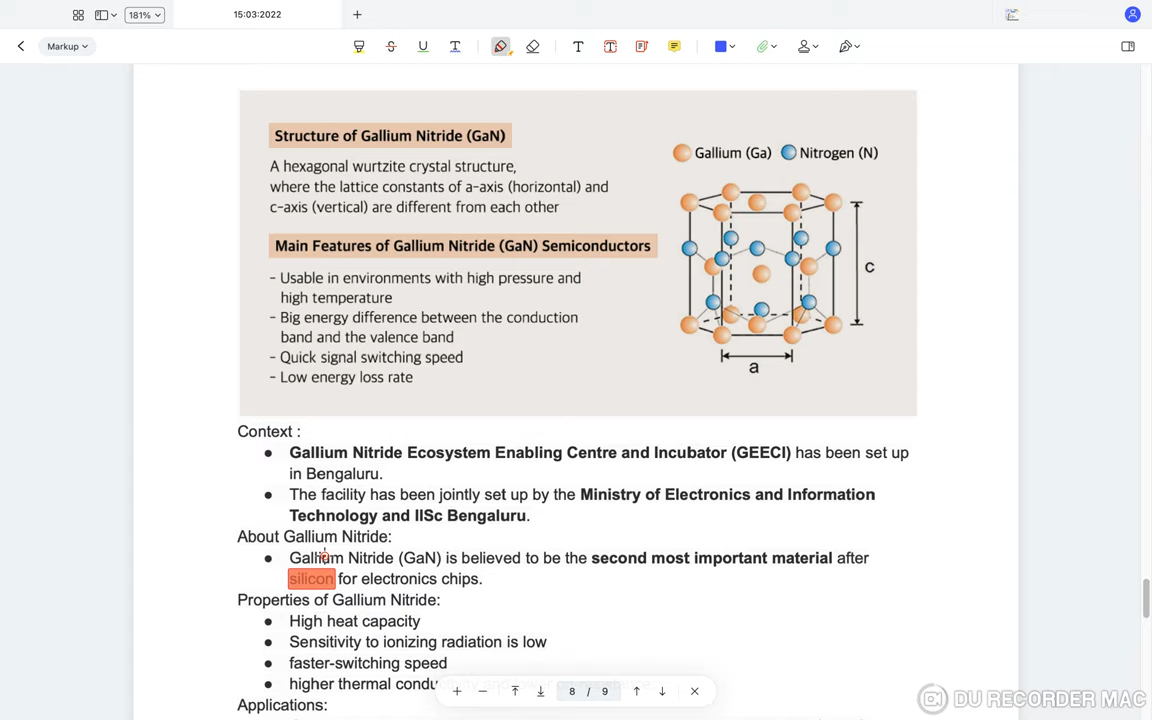 181%
15:03:2022
Markup
Structure of Gallium Nitride (GaN)
A hexagonal wurtzite crystal structure,
where the lattice constants of a-axis (horizontal) and
c-axis (vertical) are different from each other
Gallium (Ga) Nitrogen (N)
Main Features of Gallium Nitride (GaN) Semiconductors
- Usable in environments with high pressure and
high temperature
- Big energy difference between the conduction
band and the valence band
- Quick signal switching speed
- Low energy loss rate
c
a
Context :
● Gallium Nitride Ecosystem Enabling Centre and Incubator (GEECI) has been set up
in Bengaluru.
● The facility has been jointly set up by the Ministry of Electronics and Information
Technology and IISc Bengaluru.
About Gallium Nitride:
● Gallium Nitride (GaN) is believed to be the second most important material after
silicon for electronics chips.
Properties of Gallium Nitride:
● High heat capacity
● Sensitivity to ionizing radiation is low
● faster-switching speed
● higher thermal
8 / 9
Applications:
DU RECORDER MAC